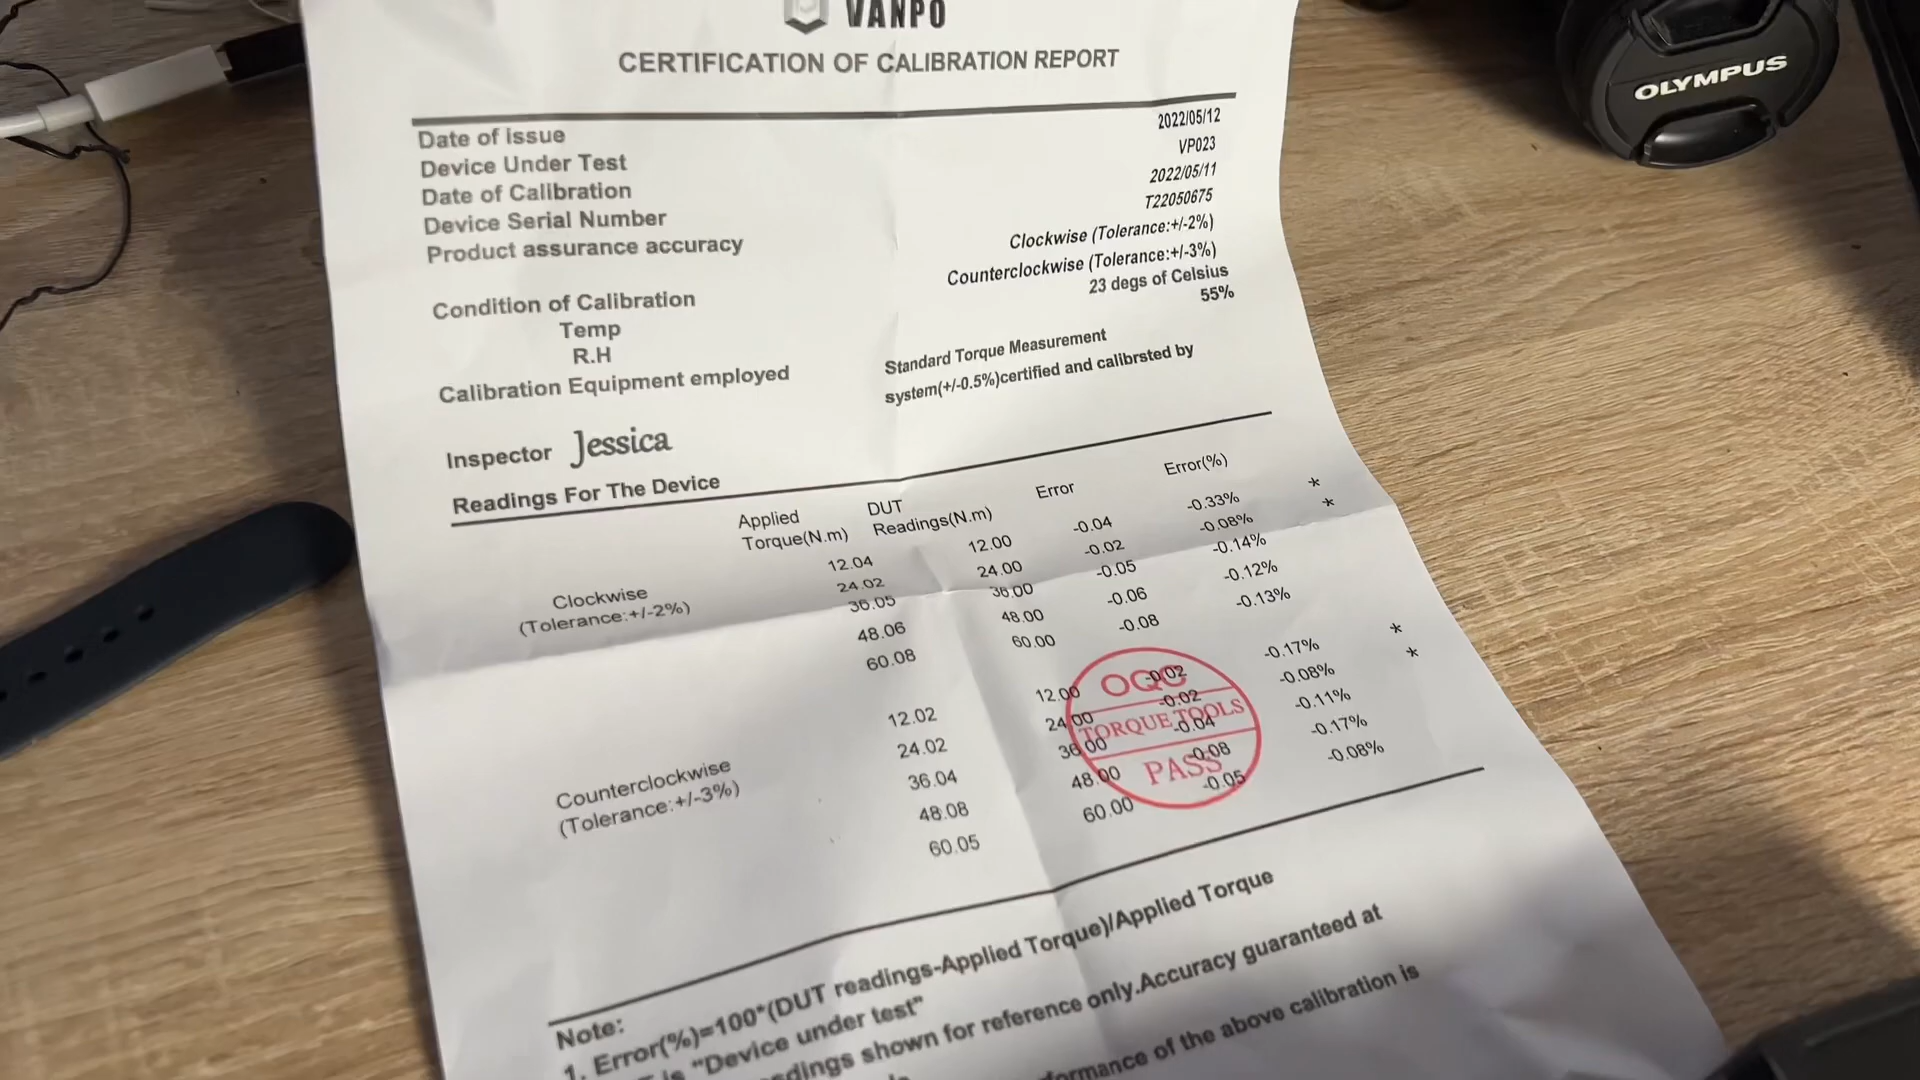 VANPO
CERTIFICATION OF CALIBRATION REPORT
Date of issue 2022/05/12
Device Under Test VP023
Date of Calibration 2022/05/11
Device Serial Number T22050675
Product assurance accuracy Clockwise (Tolerance:+/-2%)
Counterclockwise (Tolerance:+/-3%)
Condition of Calibration
Temp 23 degs of Celsius
R.H 55%
Calibration Equipment employed Standard Torque Measurement
system(+/-0.5%)certified and calibrsted by
Inspector Jessica
Readings For The Device
Applied Torque(N.m) DUT Readings(N.m) Error Error(%)
Clockwise
(Tolerance:+/-2%)
12.04 12.00 -0.04 -0.33% *
24.02 24.00 -0.02 -0.08% *
36.05 36.00 -0.05 -0.14%
48.06 48.00 -0.06 -0.12%
60.08 60.00 -0.08 -0.13%
Counterclockwise
(Tolerance:+/-3%)
12.02 12.00 -0.02 -0.17% *
24.02 24.00 -0.02 -0.08% *
36.04 36.00 -0.04 -0.11%
48.08 48.00 -0.08 -0.17%
60.05 60.00 -0.05 -0.08%
OQC
TORQUE TOOLS
PASS
Note:
1. Error(%)=100*(DUT readings-Applied Torque)/Applied Torque
is "Device under test"
shown for reference only.Accuracy guaranteed at
of the above calibration is
OLYMPUS